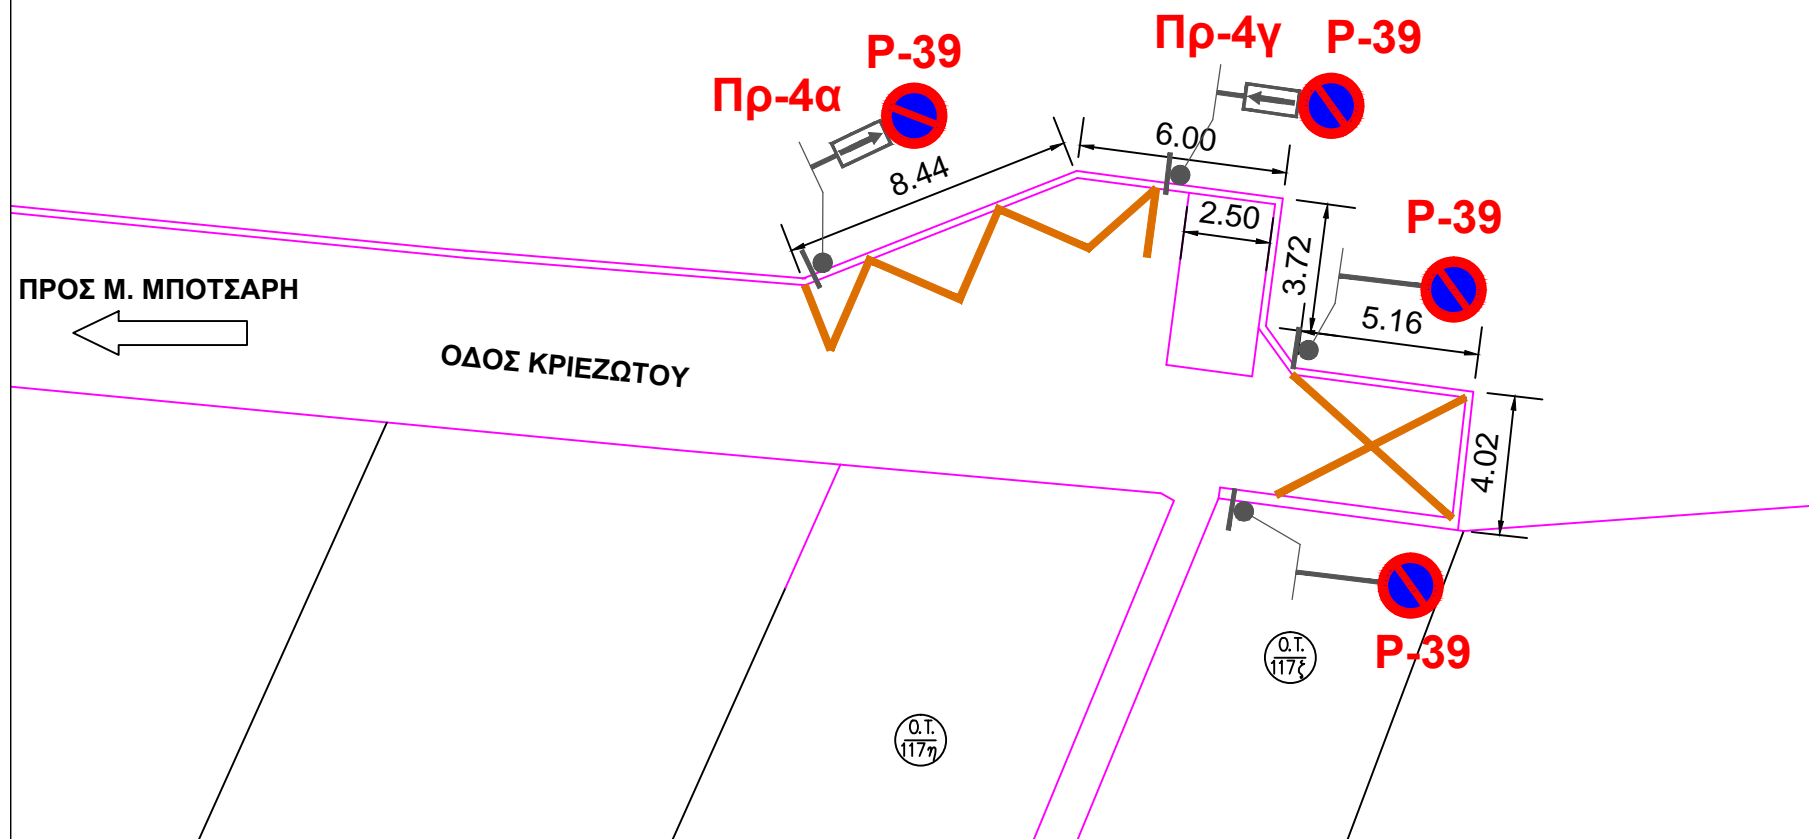 Πρ-4γ
P-39
P-39
Πρ-4α
6.00
8.44
2.50
P-39
3.72
5.16
ΠΡΟΣ Μ. ΜΠΟΤΣΑΡΗ
ΟΔΟΣ ΚΡΙΕΖΩΤΟΥ
4.02
P-39
Ο.Τ.
117ζ
Ο.Τ.
117η